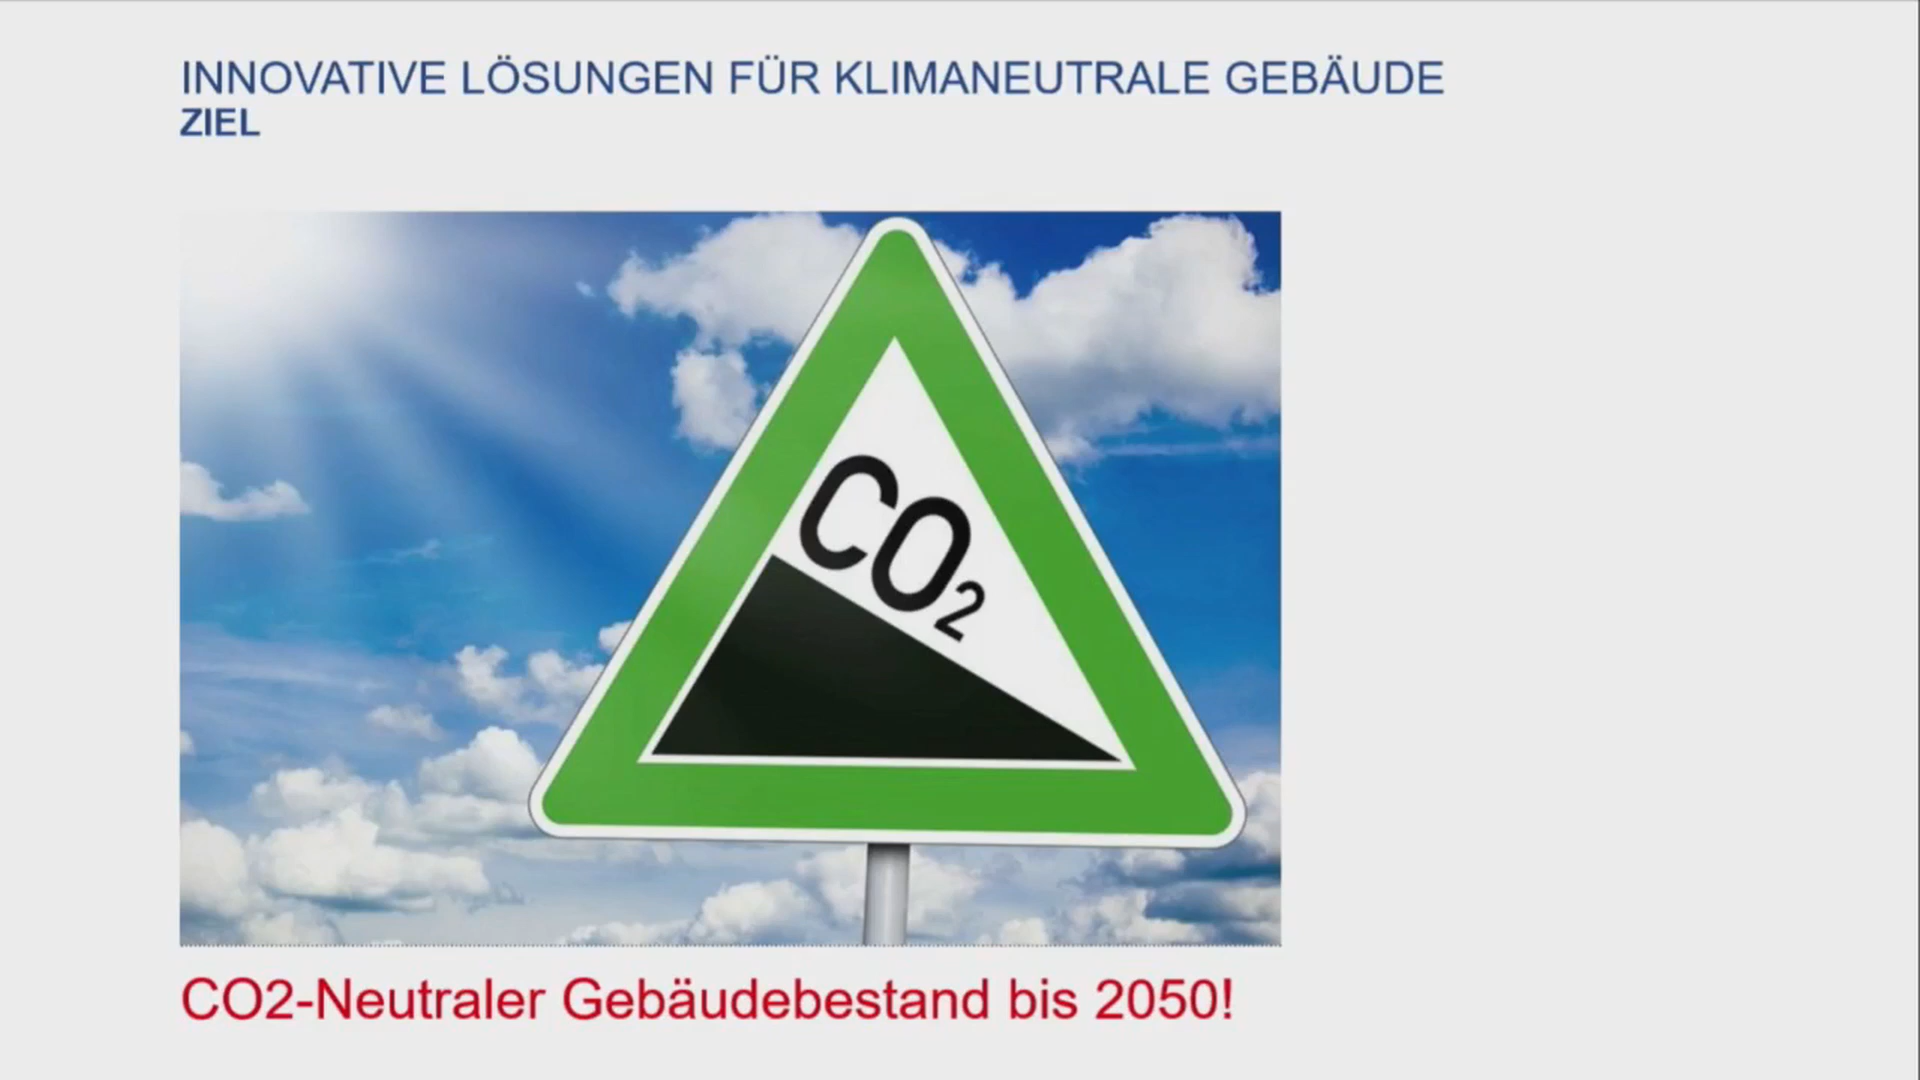 INNOVATIVE LÖSUNGEN FÜR KLIMANEUTRALE GEBÄUDE
ZIEL
CO₂
CO2-Neutraler Gebäudebestand bis 2050!